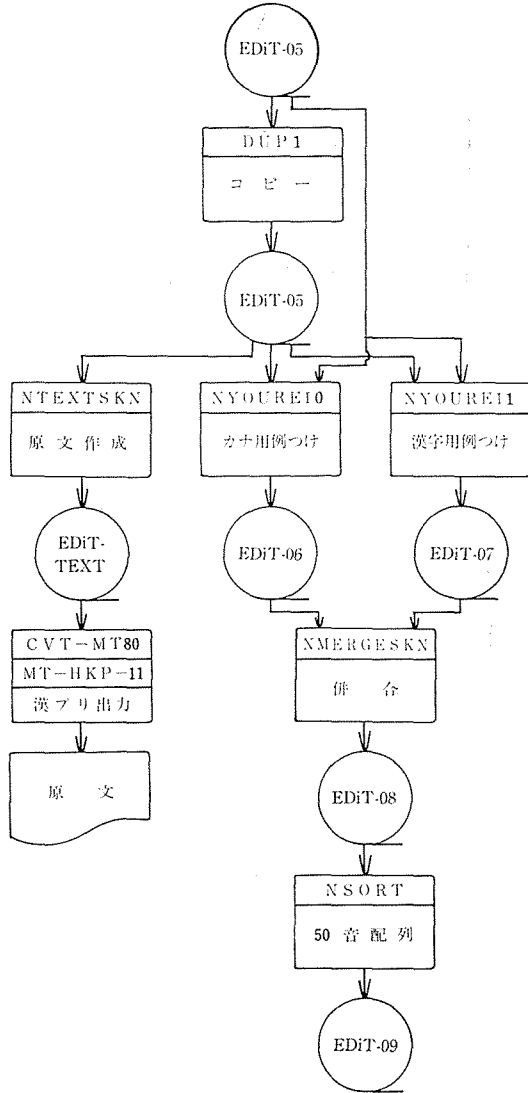 EDiT-05
DUP1
コピー
EDiT-05
NTEXTSKN
原文作成
NYOUREI0
カナ用例つけ
NYOUREI1
漢字用例つけ
EDiT-
TEXT
EDiT-06
EDiT-07
CVT-MT80
MT-HKP-11
漢プリ出力
NMERGESKN
併合
原文
EDiT-08
NSORT
50音配列
EDiT-09